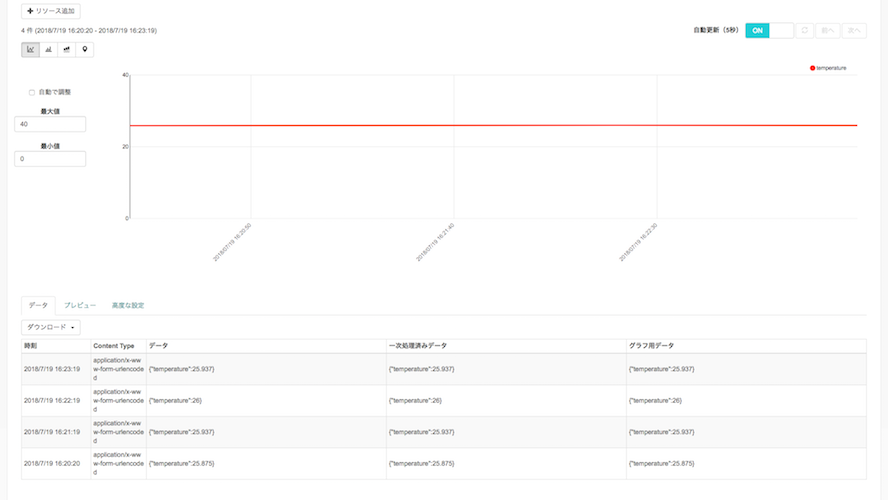 + リソース追加
4 件 (2018/7/19 16:20:20 - 2018/7/19 16:23:19)
自動更新（5秒） ON 前へ 次へ
temperature
自動で調整
最大値
40
最小値
0
40
20
0
2018/07/19 16:20:50
2018/07/19 16:21:40
2018/07/19 16:22:30
データ プレビュー 高度な設定
ダウンロード
時刻 Content Type データ 一次処理済みデータ グラフ用データ
2018/7/19 16:23:19 application/x-www-form-urlencoded {"temperature":25.937} {"temperature":25.937} {"temperature":25.937}
2018/7/19 16:22:19 application/x-www-form-urlencoded {"temperature":26} {"temperature":26} {"temperature":26}
2018/7/19 16:21:19 application/x-www-form-urlencoded {"temperature":25.937} {"temperature":25.937} {"temperature":25.937}
2018/7/19 16:20:20 application/x-www-form-urlencoded {"temperature":25.875} {"temperature":25.875} {"temperature":25.875}